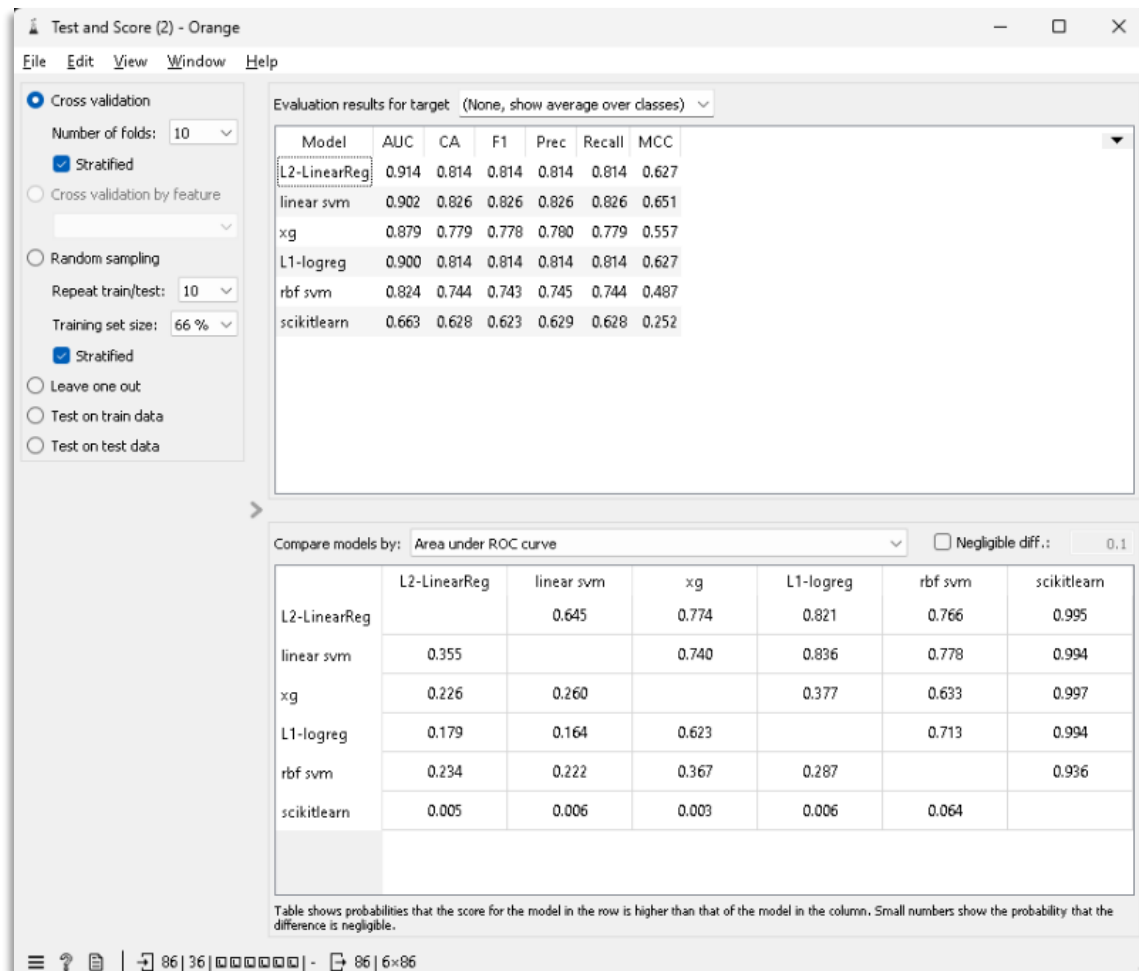 Test and Score (2) - Orange
File Edit View Window Help
Cross validation
Number of folds: 10
Stratified
Cross validation by feature
Random sampling
Repeat train/test: 10
Training set size: 66 %
Stratified
Leave one out
Test on train data
Test on test data
Evaluation results for target (None, show average over classes)
Model AUC CA F1 Prec Recall MCC
L2-LinearReg 0.914 0.814 0.814 0.814 0.814 0.627
linear svm 0.902 0.826 0.826 0.826 0.826 0.651
xg 0.879 0.779 0.778 0.780 0.779 0.557
L1-logreg 0.900 0.814 0.814 0.814 0.814 0.627
rbf svm 0.824 0.744 0.743 0.745 0.744 0.487
scikitlearn 0.663 0.628 0.623 0.629 0.628 0.252
Compare models by: Area under ROC curve Negligible diff.: 0.1
L2-LinearReg linear svm xg L1-logreg rbf svm scikitlearn
L2-LinearReg 0.645 0.774 0.821 0.766 0.995
linear svm 0.355 0.740 0.836 0.778 0.994
xg 0.226 0.260 0.377 0.633 0.997
L1-logreg 0.179 0.164 0.623 0.713 0.994
rbf svm 0.234 0.222 0.367 0.287 0.936
scikitlearn 0.005 0.006 0.003 0.006 0.064
Table shows probabilities that the score for the model in the row is higher than that of the model in the column. Small numbers show the probability that the
difference is negligible.
86 | 36 | - 86 | 6×86